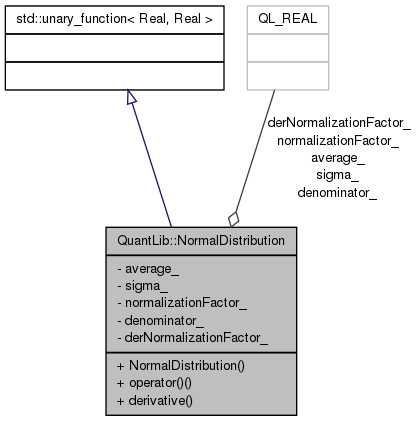 std::unary_function< Real, Real >
QL_REAL
derNormalizationFactor_
normalizationFactor_
average_
sigma_
denominator_
QuantLib::NormalDistribution
- average_
- sigma_
- normalizationFactor_
- denominator_
- derNormalizationFactor_
+ NormalDistribution()
+ operator()()
+ derivative()